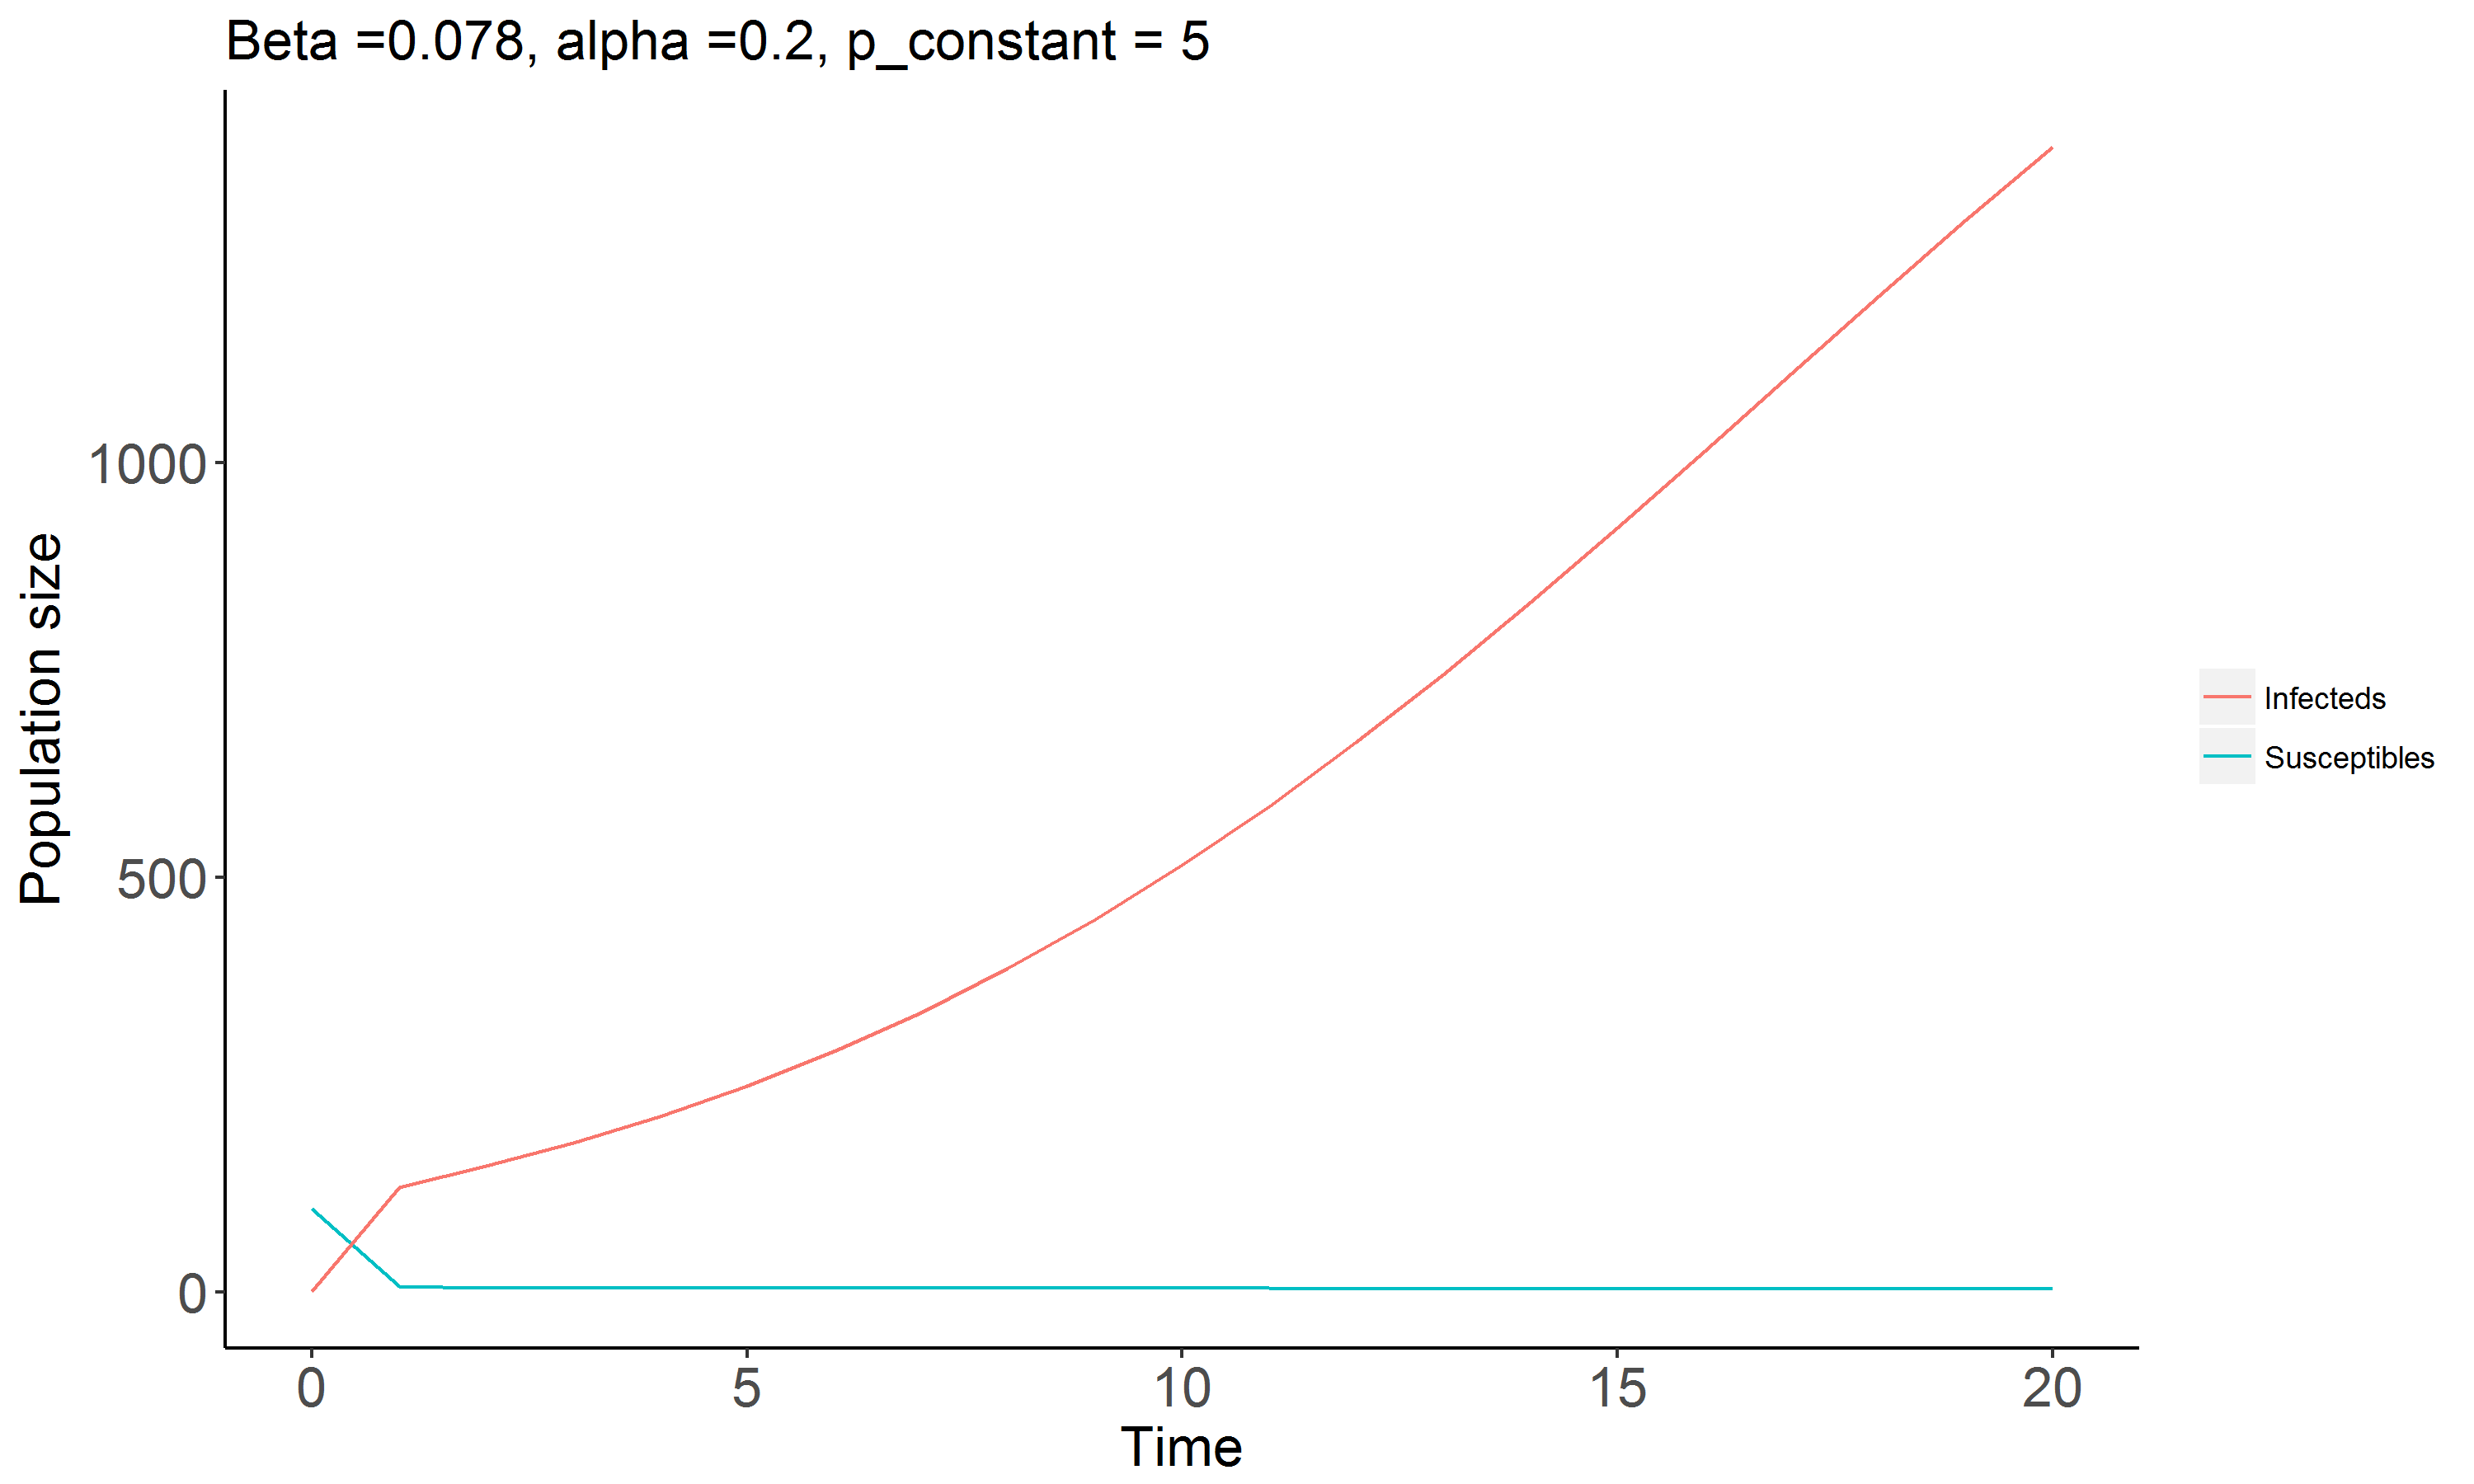 Beta =0.078, alpha =0.2, p_constant = 5
Population size
1000
500
0
0 5 10 15 20
Time
Infecteds
Susceptibles